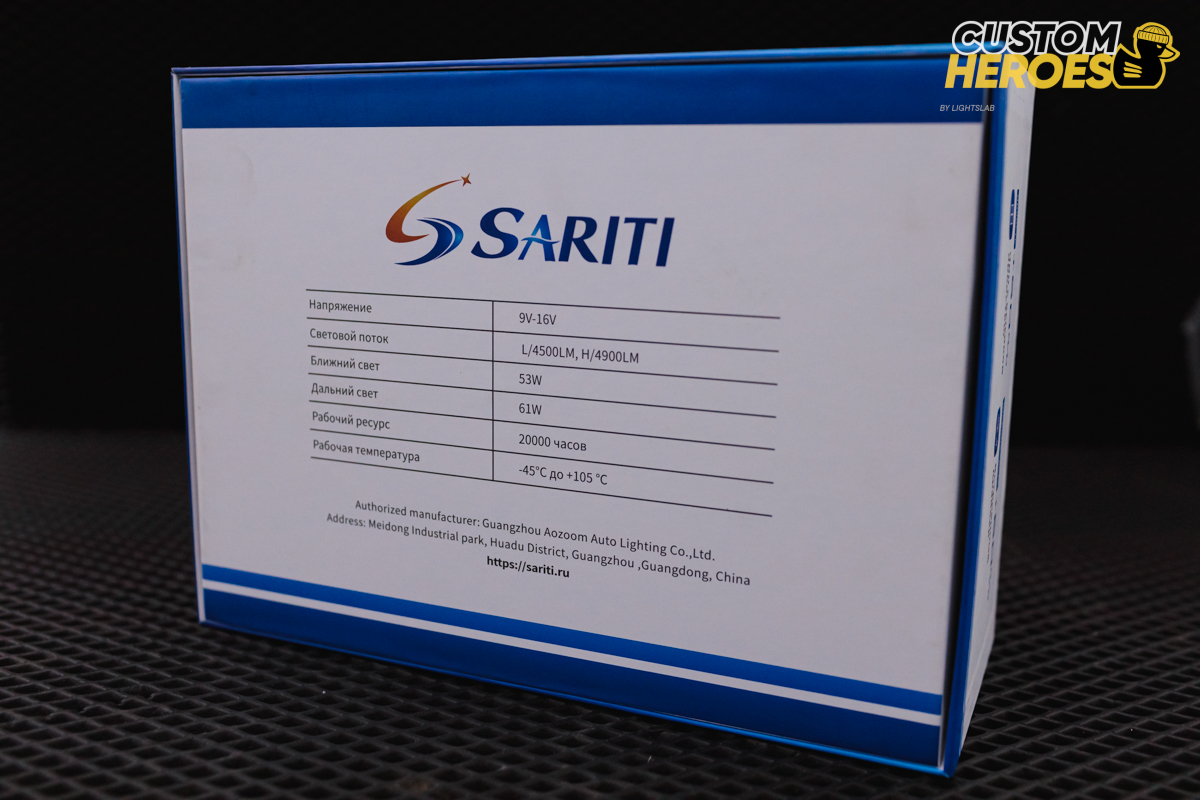 CUSTOM
HEROES
BY LIGHTSLAB
SARITI
Напряжение 9V-16V
Световой поток L/4500LM, H/4900LM
Ближний свет 53W
Дальний свет 61W
Рабочий ресурс 20000 часов
Рабочая температура -45°C до +105 °C
Authorized manufacturer: Guangzhou Aozoom Auto Lighting Co.,Ltd.
Address: Meidong Industrial park, Huadu District, Guangzhou ,Guangdong, China
https://sariti.ru